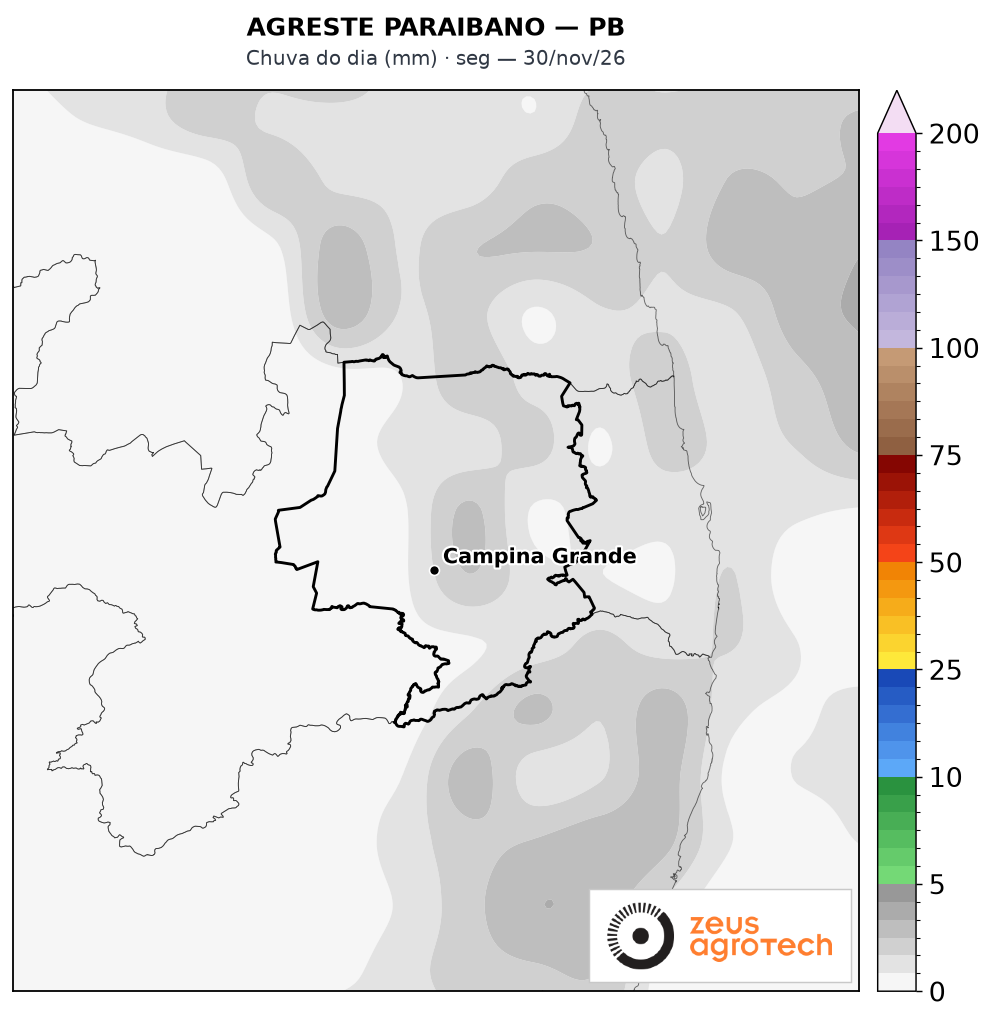 AGRESTE PARAIBANO — PB
Chuva do dia (mm) · seg — 30/nov/26
200
150
100
75
50
25
10
5
0
Campina Grande
zeus
agrotech